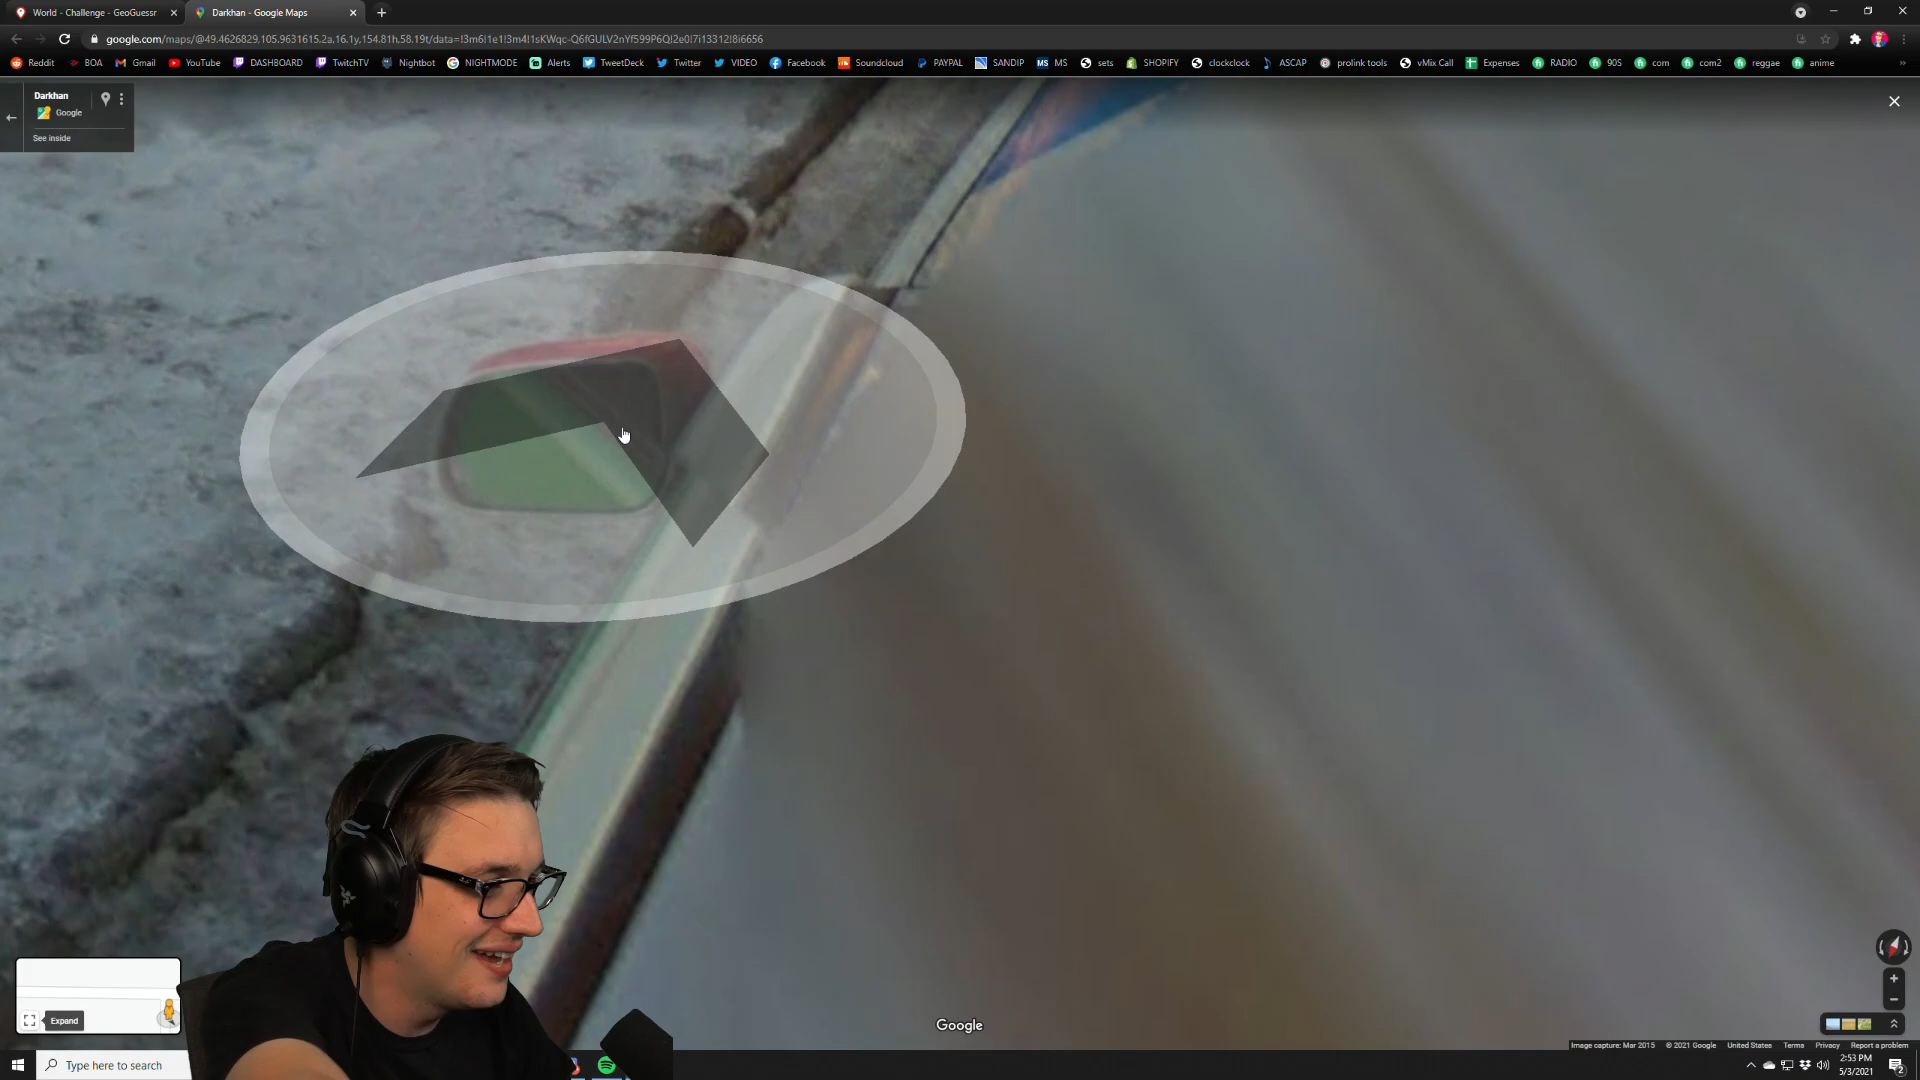 World - Challenge - GeoGuessr
Darkhan - Google Maps
google.com/maps/@49.4626829,105.9631615,2a,16.1y,154.81h,58.19t/data=!3m6!1e1!3m4!1sKWqc-Q6fGULV2nYf599P6Q!2e0!7i13312!8i6656
Reddit BOA Gmail YouTube DASHBOARD TwitchTV Nightbot NIGHTMODE Alerts TweetDeck Twitter VIDEO Facebook Soundcloud PAYPAL SANDIP MS MS sets SHOPIFY clockclock ASCAP prolink tools vMix Call Expenses RADIO 90S com com2 reggae anime
Darkhan
Google
See inside
Expand
Google
Image capture: Mar 2015 © 2021 Google United States Terms Privacy Report a problem
Type here to search
2:53 PM
5/3/2021
2